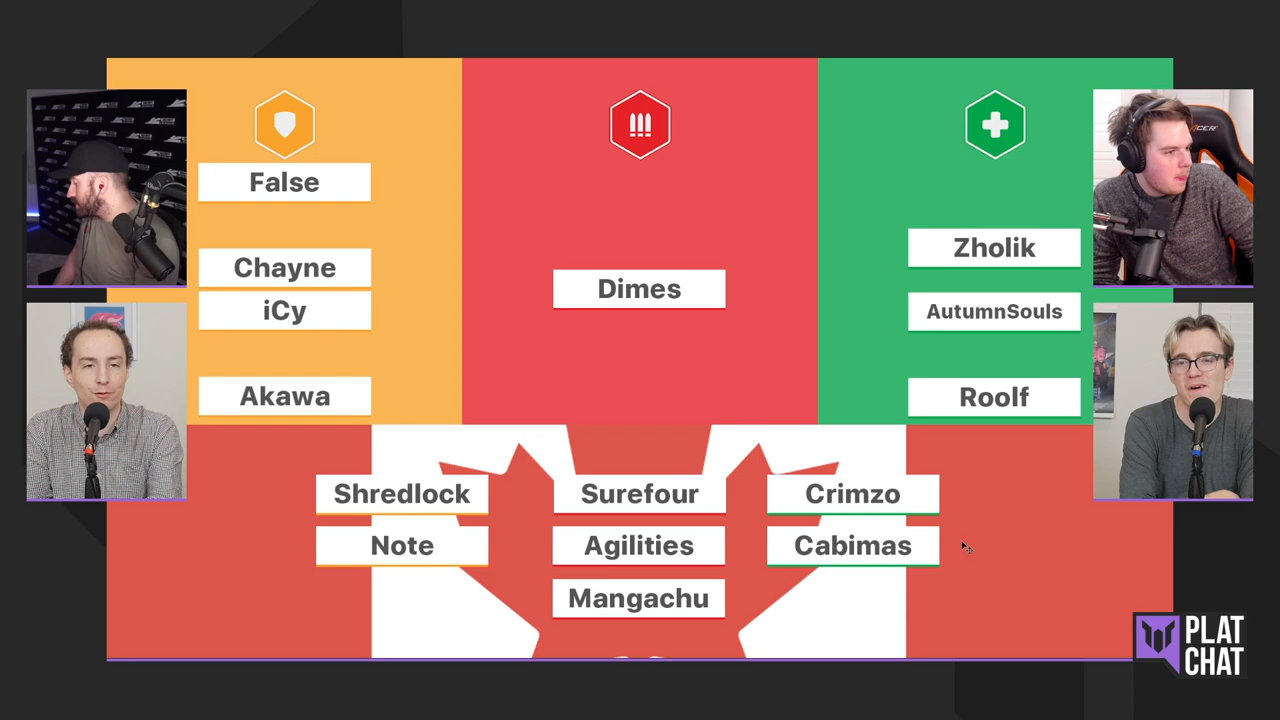 False
Chayne
iCy
Akawa
Dimes
Zholik
AutumnSouls
Roolf
Shredlock
Surefour
Crimzo
Note
Agilities
Cabimas
Mangachu
PLAT
CHAT